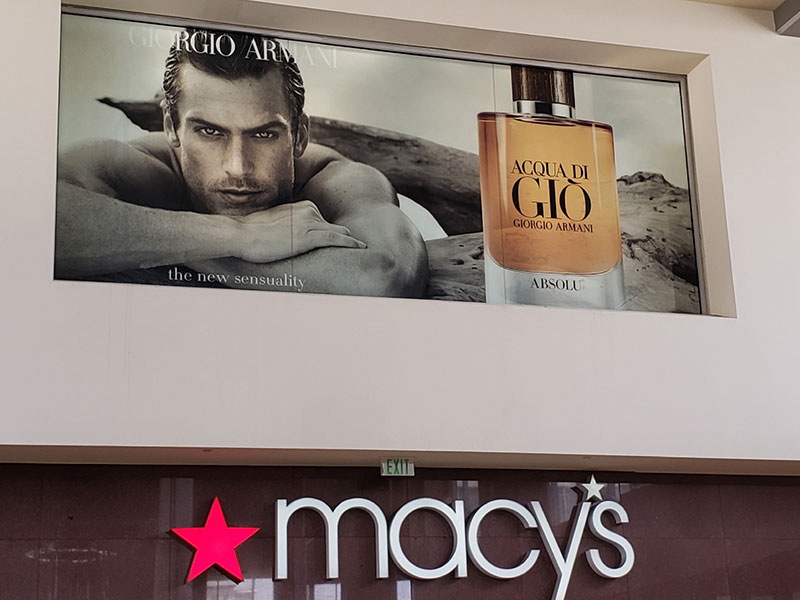 GIORGIO ARMANI
ACQUA DI
GIÒ
GIORGIO ARMANI
ABSOLU
the new sensuality
EXIT
macy's